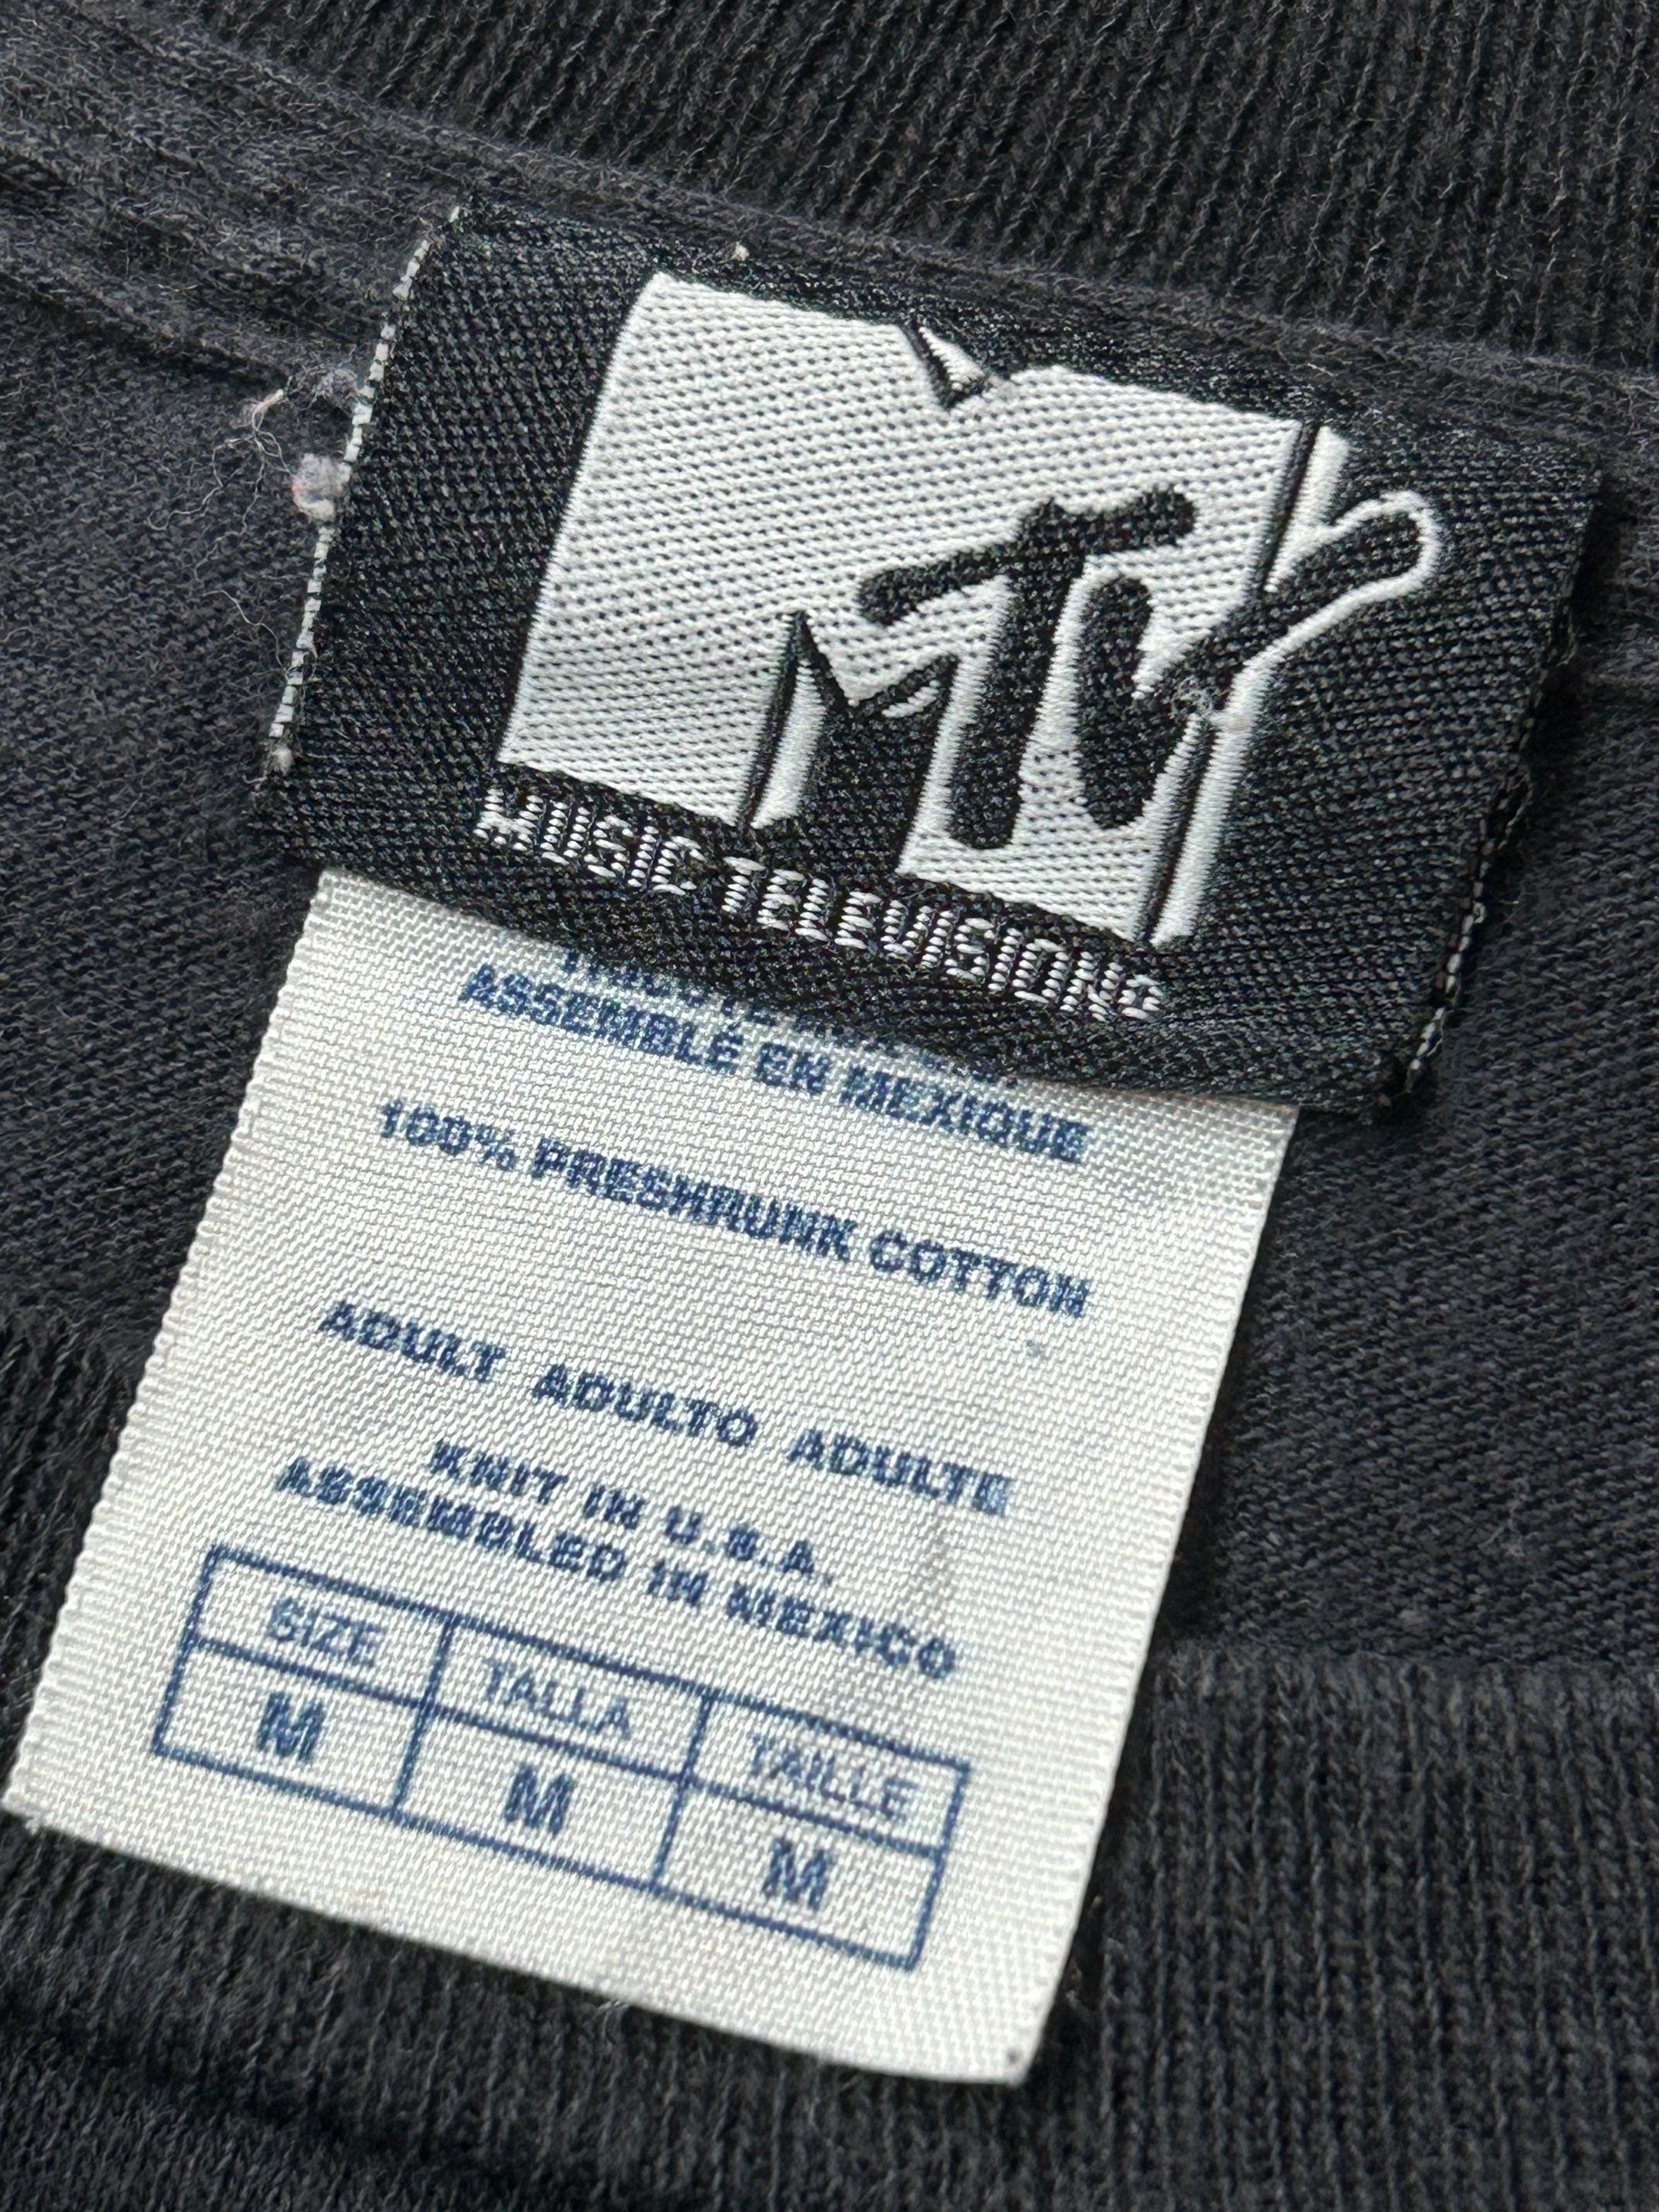 MTV
MUSIC TELEVISION®
ASSEMBLÉ EN MEXIQUE
100% PRESHRUNK COTTON
ADULT ADULTO ADULTE
KNIT IN U.S.A.
ASSEMBLED IN MEXICO
SIZE TALLA TAILLE
M M M